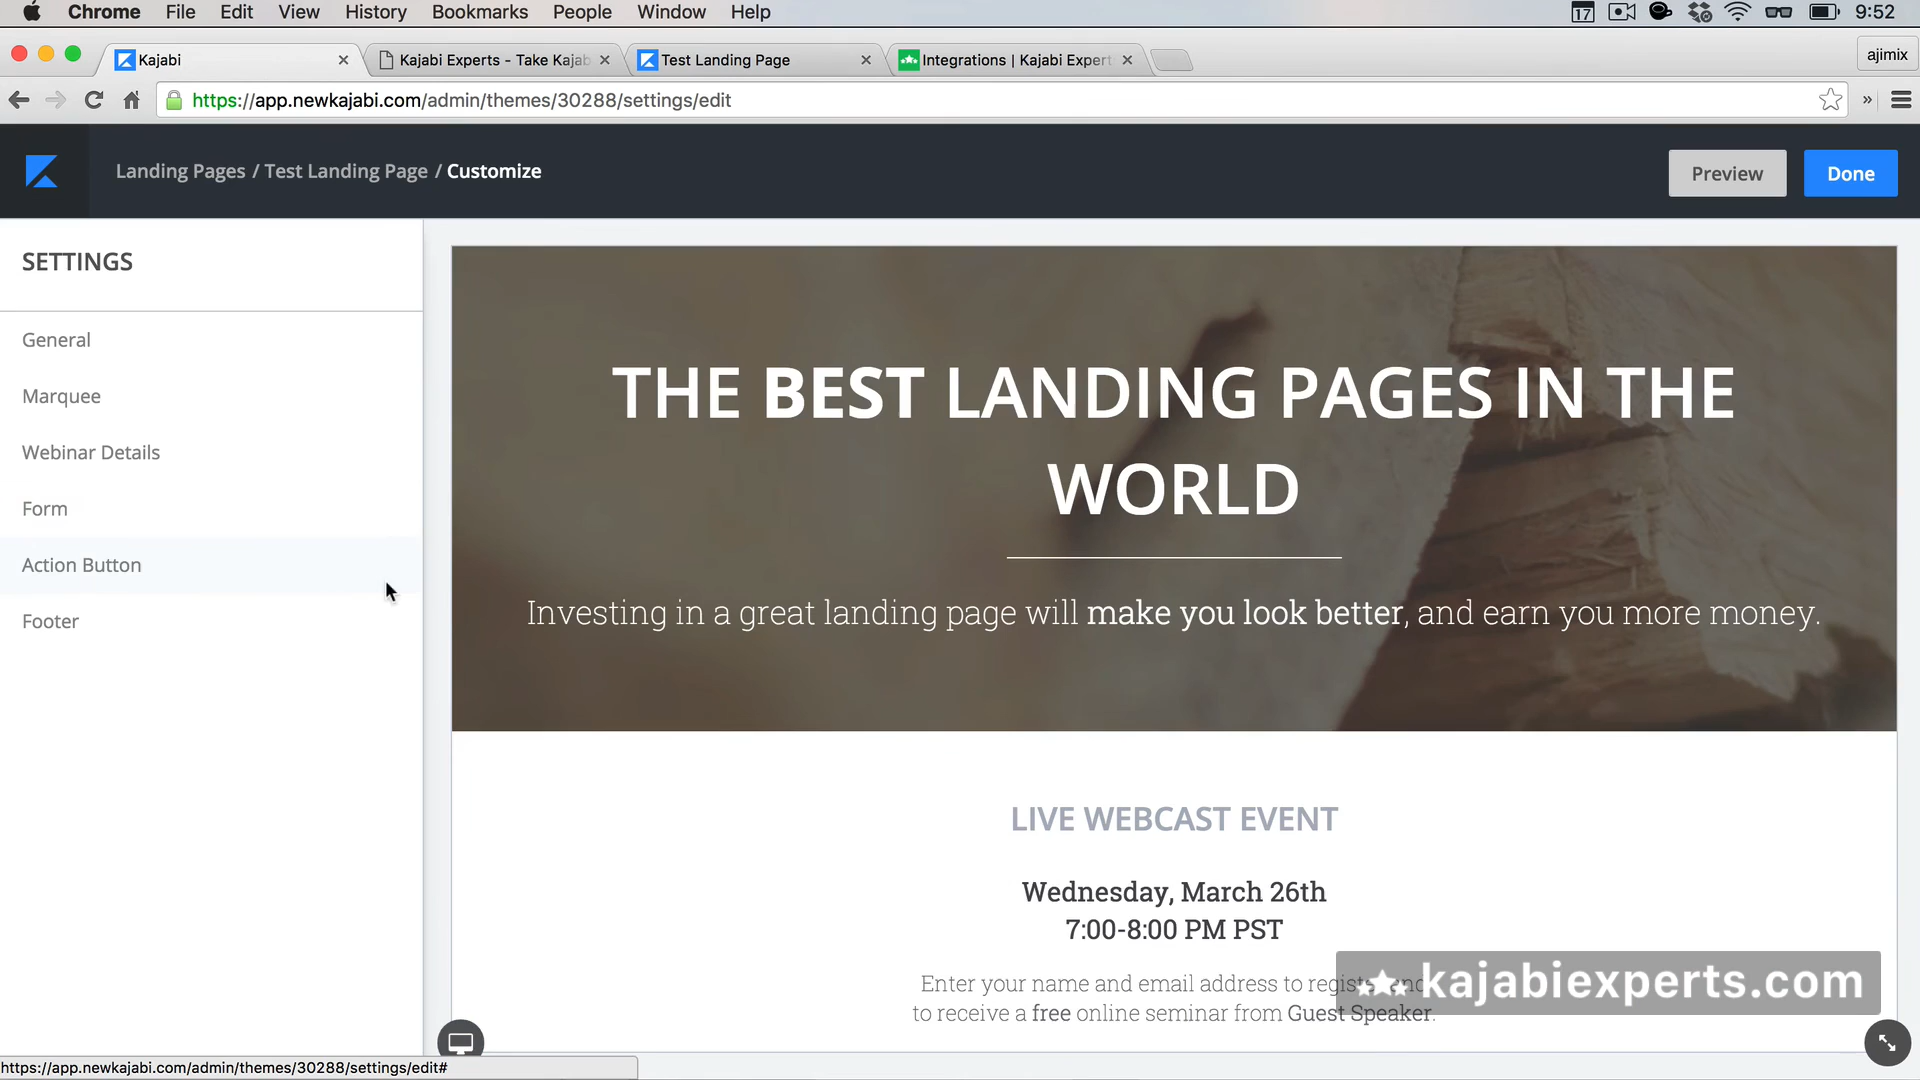 Chrome File Edit View History Bookmarks People Window Help 17 9:52
Kajabi
Kajabi Experts - Take Kajab
Test Landing Page
Integrations | Kajabi Expert
ajimix
https://app.newkajabi.com/admin/themes/30288/settings/edit
Landing Pages / Test Landing Page / Customize
Preview
Done
SETTINGS
General
Marquee
Webinar Details
Form
Action Button
Footer
THE BEST LANDING PAGES IN THE
WORLD
Investing in a great landing page will make you look better, and earn you more money.
LIVE WEBCAST EVENT
Wednesday, March 26th
7:00-8:00 PM PST
Enter your name and email address to register and
to receive a free online seminar from Guest Speaker.
kajabiexperts.com
https://app.newkajabi.com/admin/themes/30288/settings/edit#